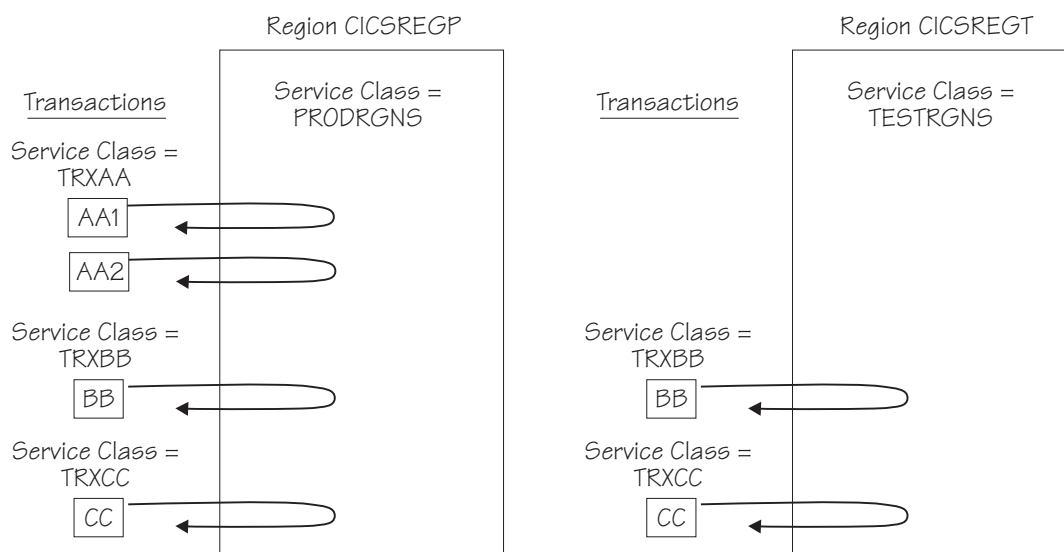 Region CICSREGP
Service Class =
PRODRGNS
Transactions
Service Class =
TRXAA
AA1
AA2
Service Class =
TRXBB
BB
Service Class =
TRXCC
CC
Region CICSREGT
Service Class =
TESTRGNS
Transactions
Service Class =
TRXBB
BB
Service Class =
TRXCC
CC